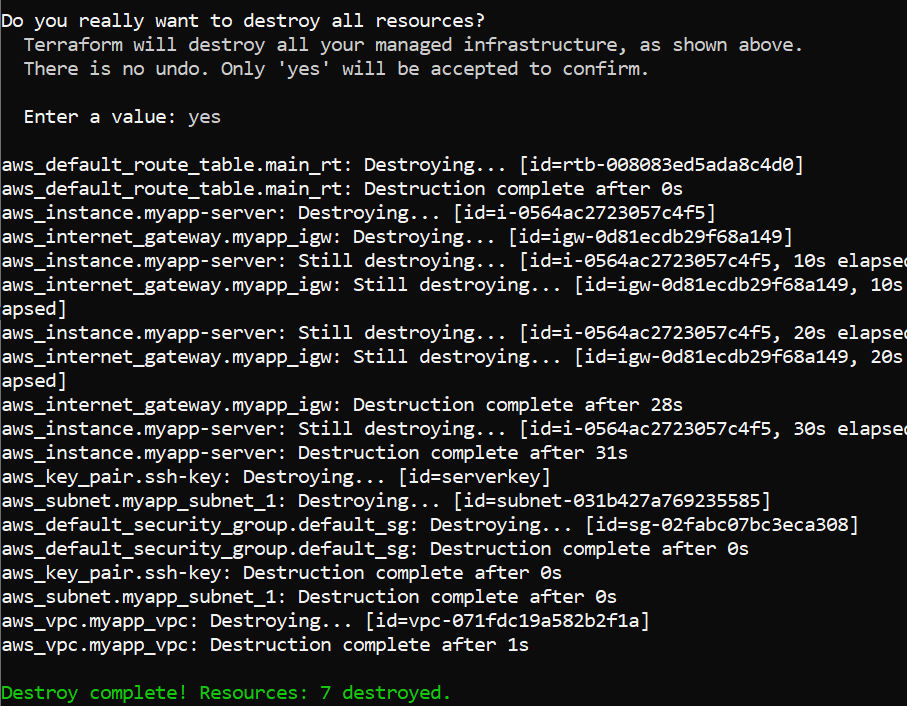 Do you really want to destroy all resources?
  Terraform will destroy all your managed infrastructure, as shown above.
  There is no undo. Only 'yes' will be accepted to confirm.

  Enter a value: yes

aws_default_route_table.main_rt: Destroying... [id=rtb-008083ed5ada8c4d0]
aws_default_route_table.main_rt: Destruction complete after 0s
aws_instance.myapp-server: Destroying... [id=i-0564ac2723057c4f5]
aws_internet_gateway.myapp_igw: Destroying... [id=igw-0d81ecdb29f68a149]
aws_instance.myapp-server: Still destroying... [id=i-0564ac2723057c4f5, 10s elapsed
aws_internet_gateway.myapp_igw: Still destroying... [id=igw-0d81ecdb29f68a149, 10s
apsed]
aws_instance.myapp-server: Still destroying... [id=i-0564ac2723057c4f5, 20s elapsed
aws_internet_gateway.myapp_igw: Still destroying... [id=igw-0d81ecdb29f68a149, 20s
apsed]
aws_internet_gateway.myapp_igw: Destruction complete after 28s
aws_instance.myapp-server: Still destroying... [id=i-0564ac2723057c4f5, 30s elapsed
aws_instance.myapp-server: Destruction complete after 31s
aws_key_pair.ssh-key: Destroying... [id=serverkey]
aws_subnet.myapp_subnet_1: Destroying... [id=subnet-031b427a769235585]
aws_default_security_group.default_sg: Destroying... [id=sg-02fabc07bc3eca308]
aws_default_security_group.default_sg: Destruction complete after 0s
aws_key_pair.ssh-key: Destruction complete after 0s
aws_subnet.myapp_subnet_1: Destruction complete after 0s
aws_vpc.myapp_vpc: Destroying... [id=vpc-071fdc19a582b2f1a]
aws_vpc.myapp_vpc: Destruction complete after 1s

Destroy complete! Resources: 7 destroyed.